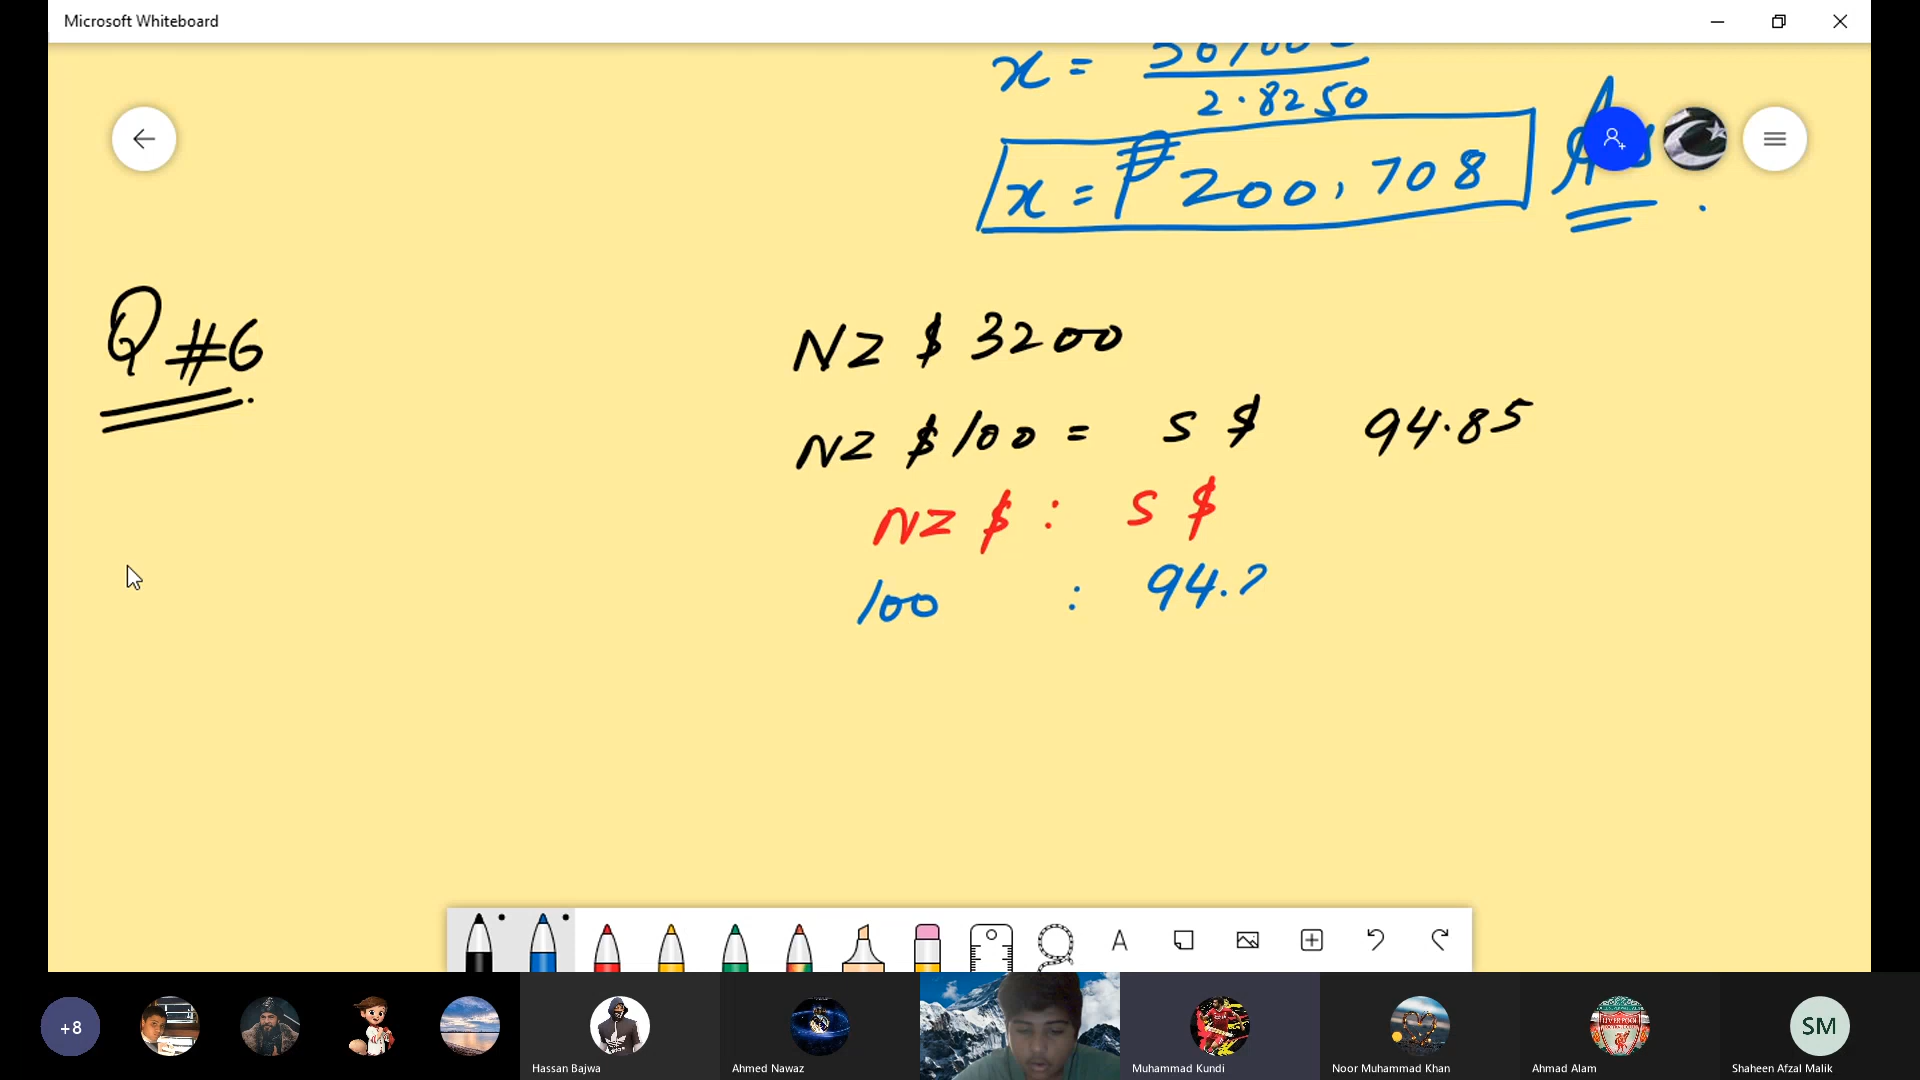 Microsoft Whiteboard
x =
2.8250
x = ₱ 200,708
Q #6
NZ $ 3200
NZ $ 100 = S $ 94.85
NZ $ : S $
100 : 94.
A
+8
Hassan Bajwa
Ahmed Nawaz
Muhammad Kundi
Noor Muhammad Khan
Ahmad Alam
LIVERPOOL
SM
Shaheen Afzal Malik